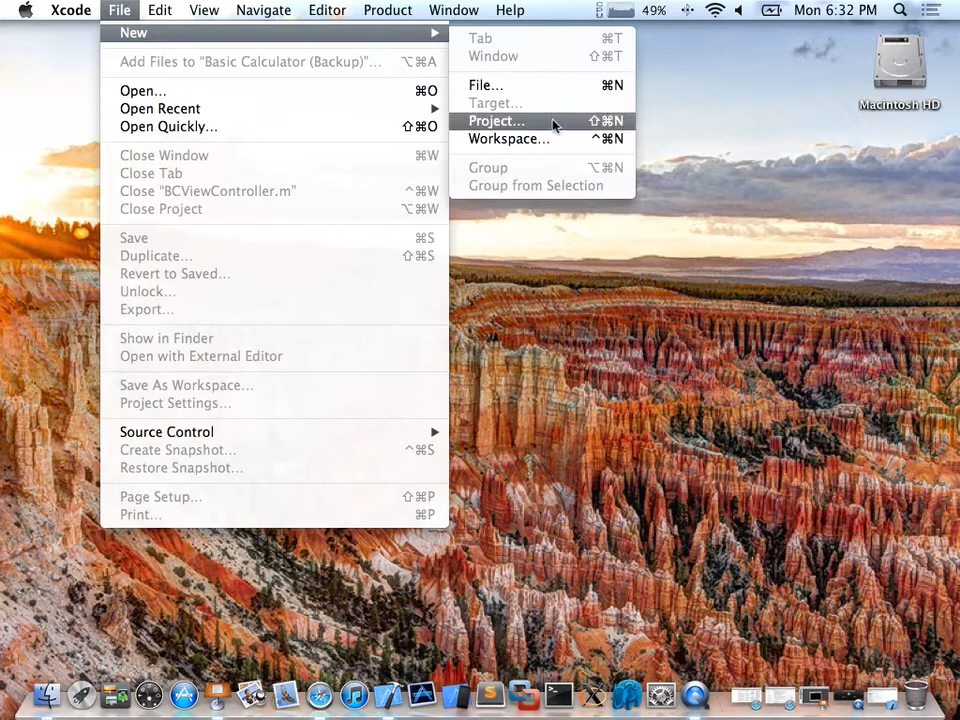 Xcode File Edit View Navigate Editor Product Window Help 49% Mon 6:32 PM
New
Add Files to "Basic Calculator (Backup)"… ⌥⌘A
Open… ⌘O
Open Recent
Open Quickly… ⇧⌘O
Close Window ⌘W
Close Tab
Close "BCViewController.m" ^⌘W
Close Project ⌥⌘W
Save ⌘S
Duplicate… ⇧⌘S
Revert to Saved…
Unlock…
Export…
Show in Finder
Open with External Editor
Save As Workspace…
Project Settings…
Source Control
Create Snapshot… ^⌘S
Restore Snapshot…
Page Setup… ⇧⌘P
Print… ⌘P
Tab ⌘T
Window ⇧⌘T
File… ⌘N
Target…
Project… ⇧⌘N
Workspace… ^⌘N
Group ⌥⌘N
Group from Selection
Macintosh HD